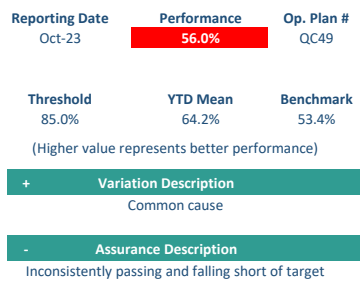 Reporting Date Performance Op. Plan #
Oct-23 56.0% QC49
Threshold YTD Mean Benchmark
85.0% 64.2% 53.4%
(Higher value represents better performance)
+ Variation Description
Common cause
- Assurance Description
Inconsistently passing and falling short of target